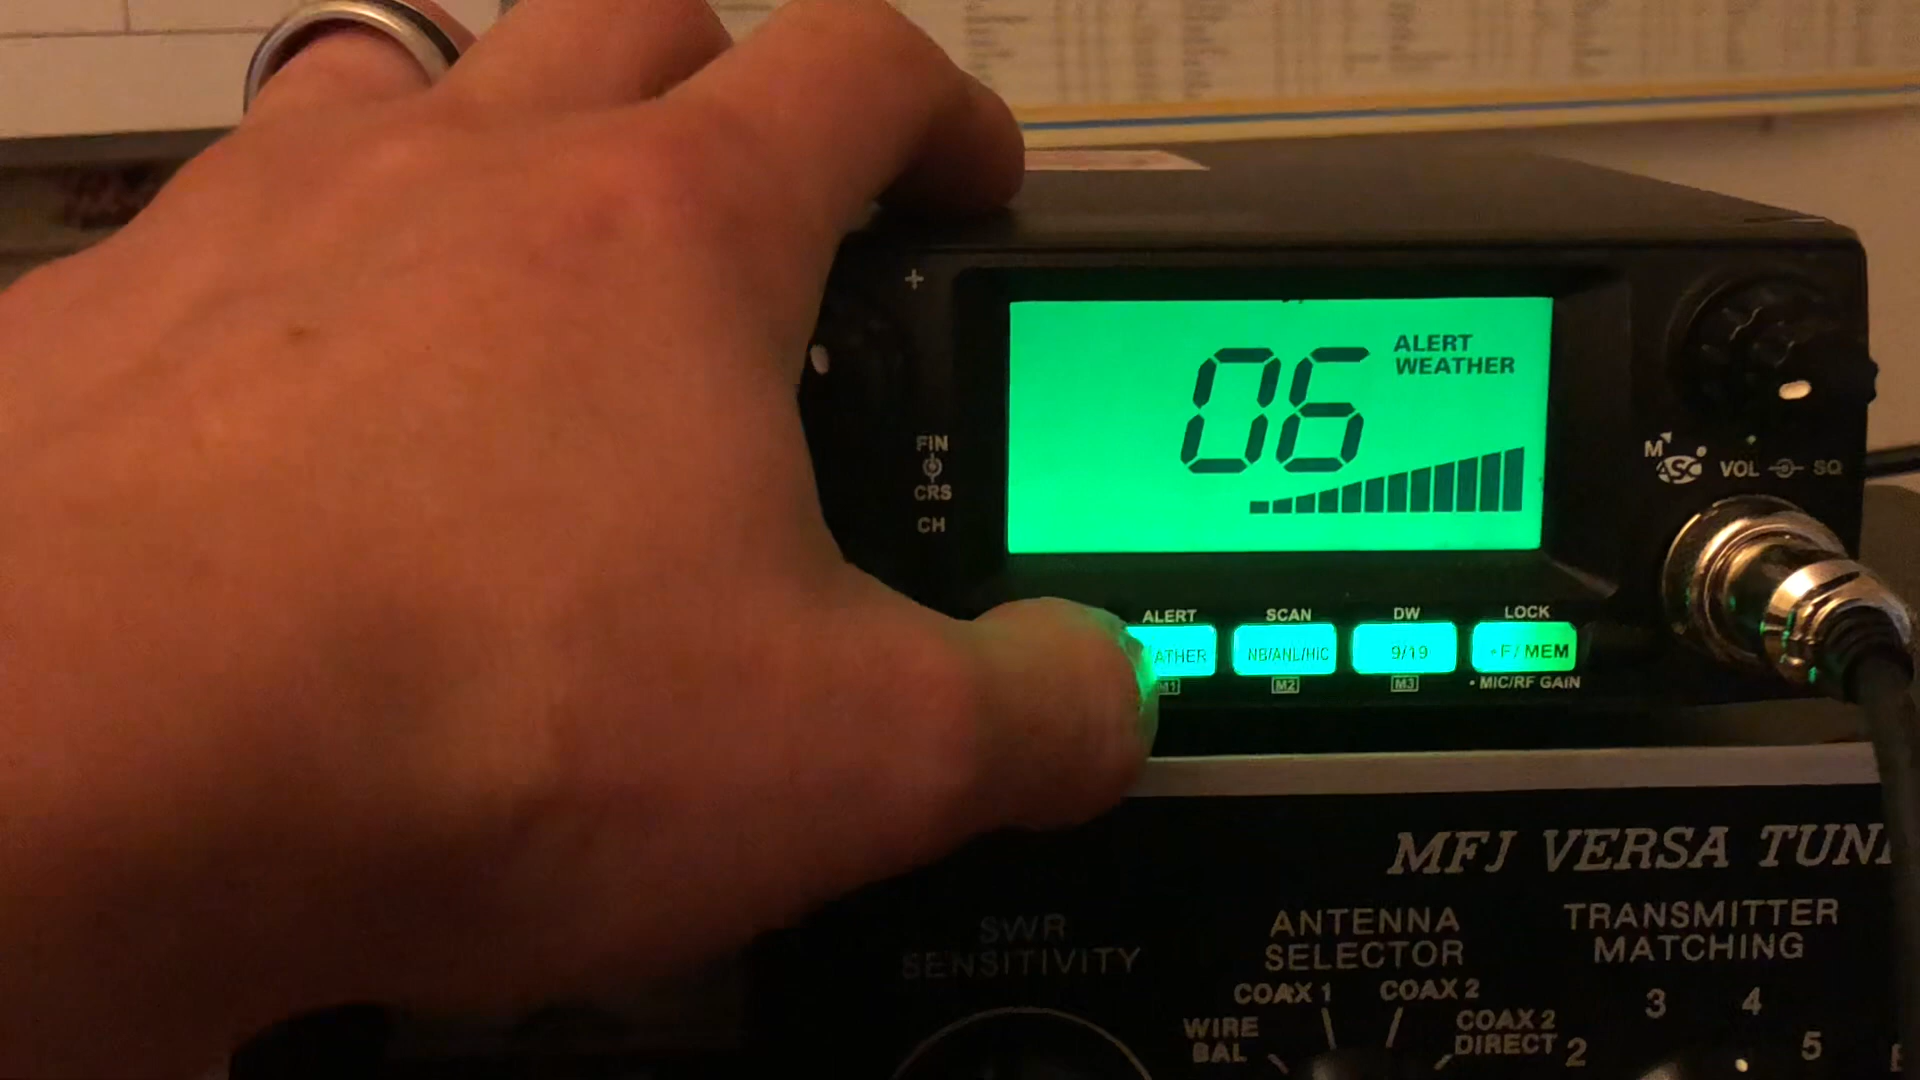 +
06
ALERT
WEATHER
FIN
CRS
CH
M
ASC
VOL
SQ
ALERT
SCAN
DW
LOCK
ATHER
NB/ANL/HIC
9/19
•F/MEM
M1
M2
M3
• MIC/RF GAIN
MFJ VERSA TUN
SWR
SENSITIVITY
ANTENNA
SELECTOR
TRANSMITTER
MATCHING
COAX 1
COAX 2
WIRE
BAL
COAX 2
DIRECT
2
3
4
5